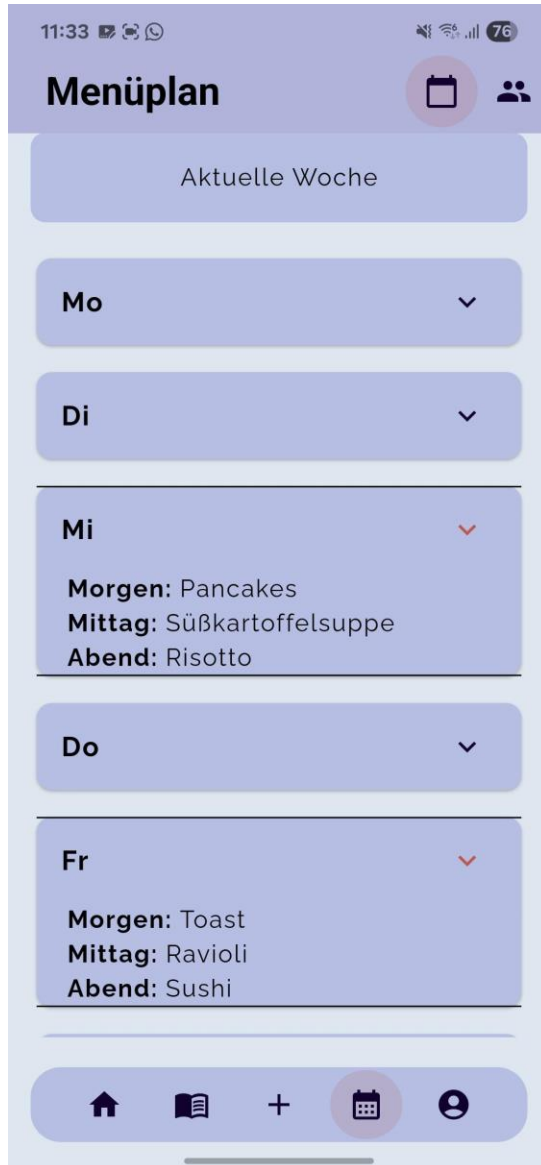 11:33
76
Menüplan
Aktuelle Woche
Mo
Di
Mi
Morgen: Pancakes
Mittag: Süßkartoffelsuppe
Abend: Risotto
Do
Fr
Morgen: Toast
Mittag: Ravioli
Abend: Sushi